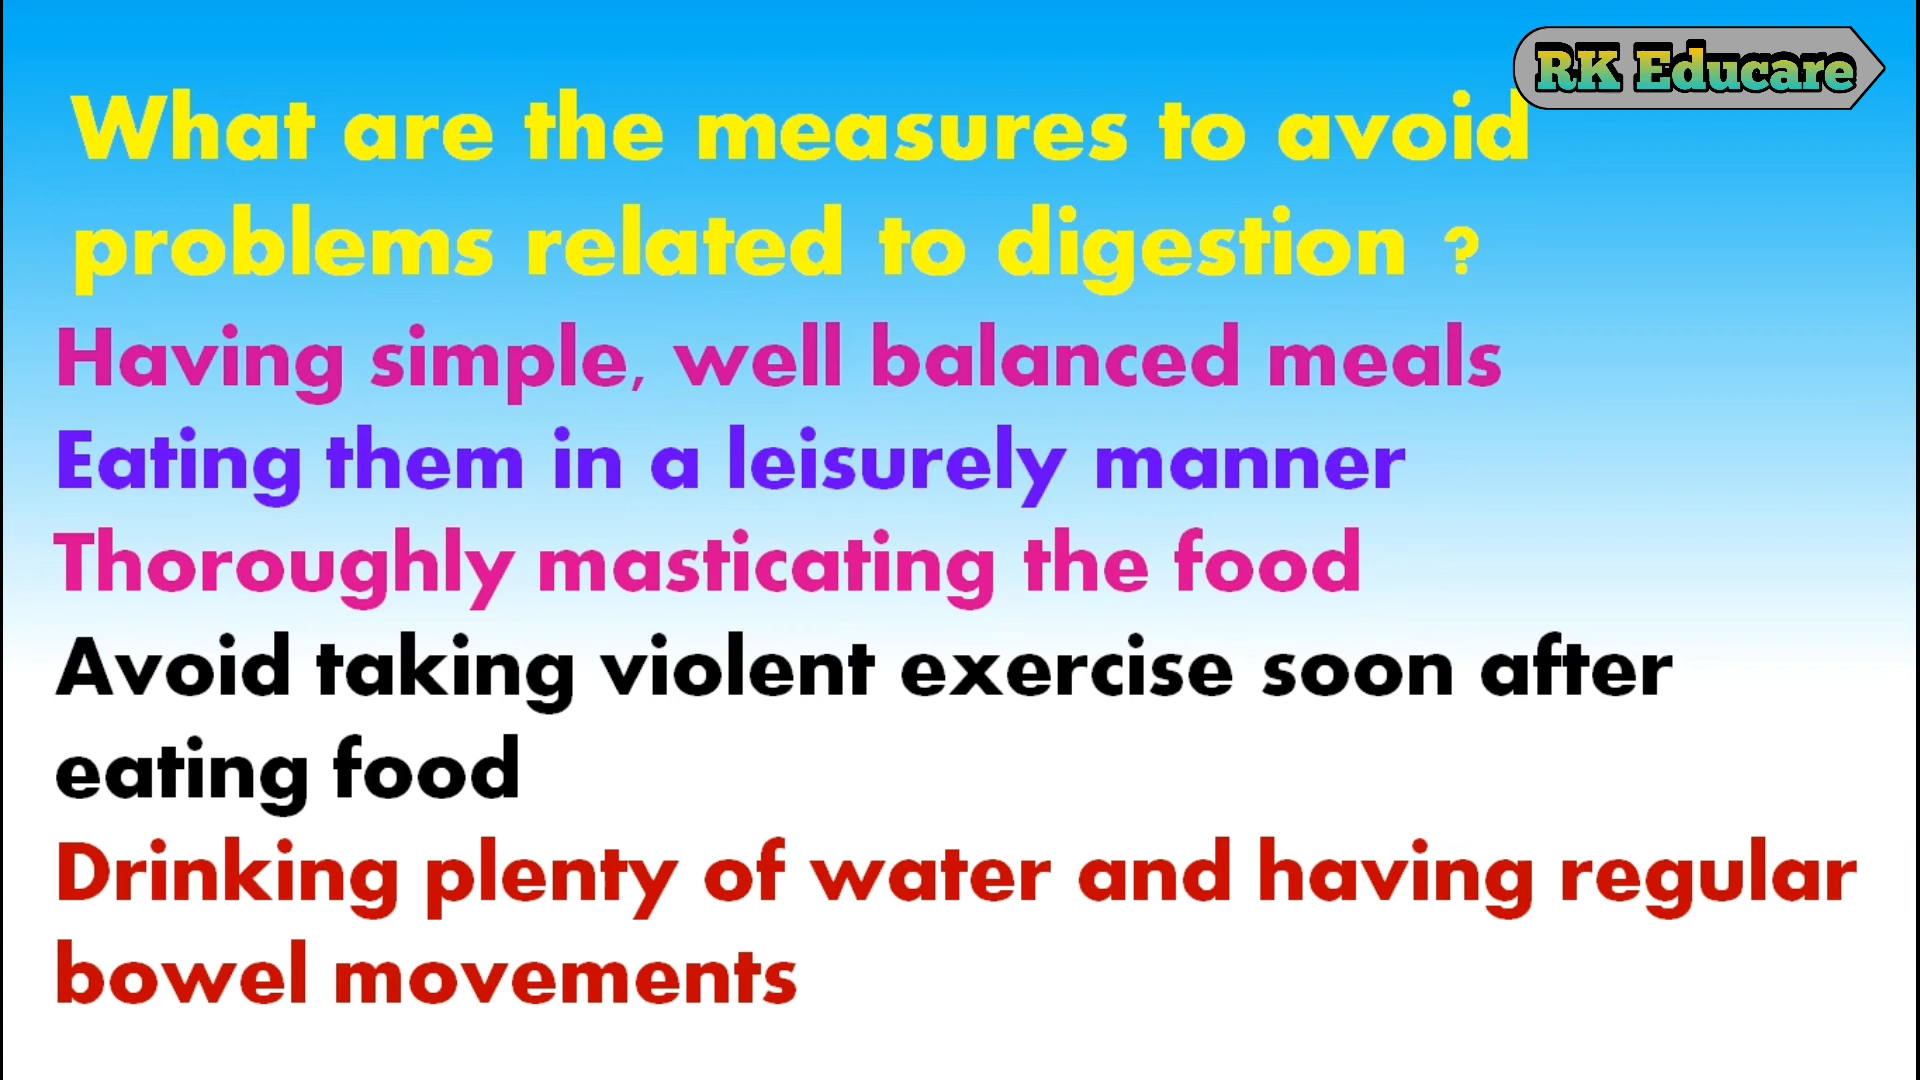 RK Educare
What are the measures to avoid
problems related to digestion ?
Having simple, well balanced meals
Eating them in a leisurely manner
Thoroughly masticating the food
Avoid taking violent exercise soon after
eating food
Drinking plenty of water and having regular
bowel movements